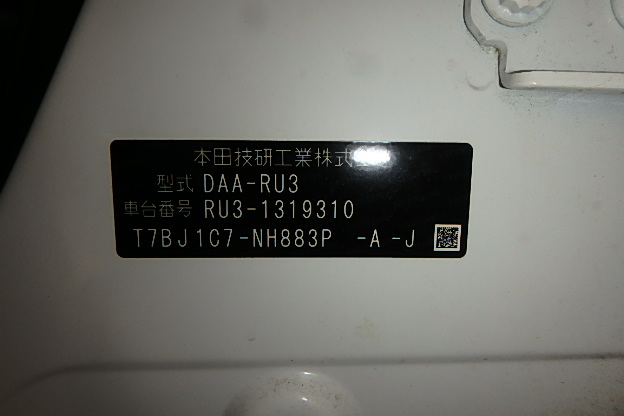 本田技研工業株式
型式 DAA-RU3
車台番号 RU3-1319310
T7BJ1C7-NH883P -A-J